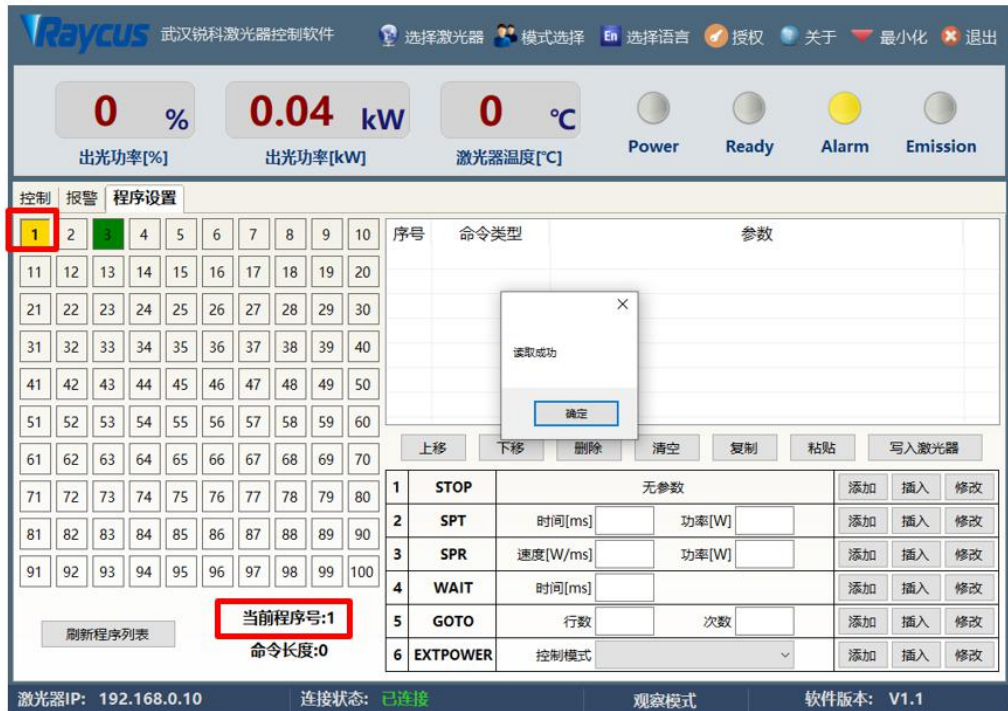 Raycus 武汉锐科激光器控制软件 选择激光器 模式选择 En 选择语言 授权 关于 最小化 退出
0 % 0.04 kW 0 ℃
出光功率[%] 出光功率[kW] 激光器温度[℃] Power Ready Alarm Emission
控制 报警 程序设置
1 2 3 4 5 6 7 8 9 10
11 12 13 14 15 16 17 18 19 20
21 22 23 24 25 26 27 28 29 30
31 32 33 34 35 36 37 38 39 40
41 42 43 44 45 46 47 48 49 50
51 52 53 54 55 56 57 58 59 60
61 62 63 64 65 66 67 68 69 70
71 72 73 74 75 76 77 78 79 80
81 82 83 84 85 86 87 88 89 90
91 92 93 94 95 96 97 98 99 100
刷新程序列表
当前程序号:1
命令长度:0
序号 命令类型 参数
读取成功
确定
上移 下移 删除 清空 复制 粘贴 写入激光器
1 STOP 无参数 添加 插入 修改
2 SPT 时间[ms] 功率[W] 添加 插入 修改
3 SPR 速度[W/ms] 功率[W] 添加 插入 修改
4 WAIT 时间[ms] 添加 插入 修改
5 GOTO 行数 次数 添加 插入 修改
6 EXTPOWER 控制模式 添加 插入 修改
激光器IP: 192.168.0.10 连接状态: 已连接 观察模式 软件版本: V1.1